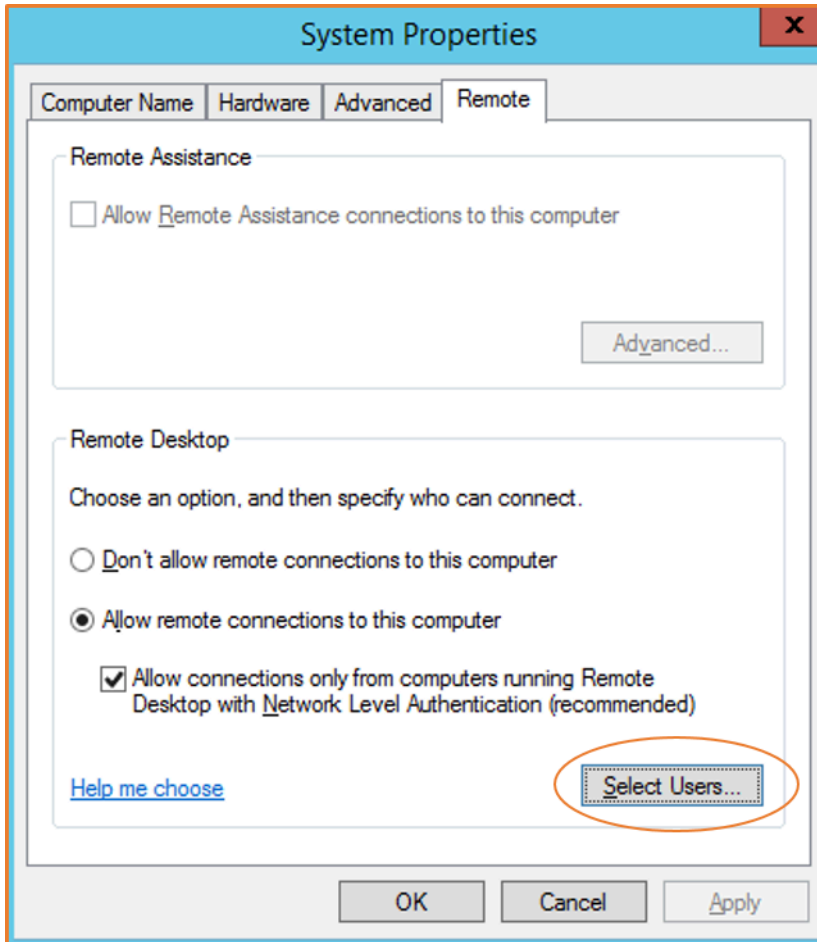 System Properties
x
Computer Name
Hardware
Advanced
Remote
Remote Assistance
Allow Remote Assistance connections to this computer
Advanced...
Remote Desktop
Choose an option, and then specify who can connect.
Don't allow remote connections to this computer
Allow remote connections to this computer
Allow connections only from computers running Remote
Desktop with Network Level Authentication (recommended)
Help me choose
Select Users...
OK
Cancel
Apply